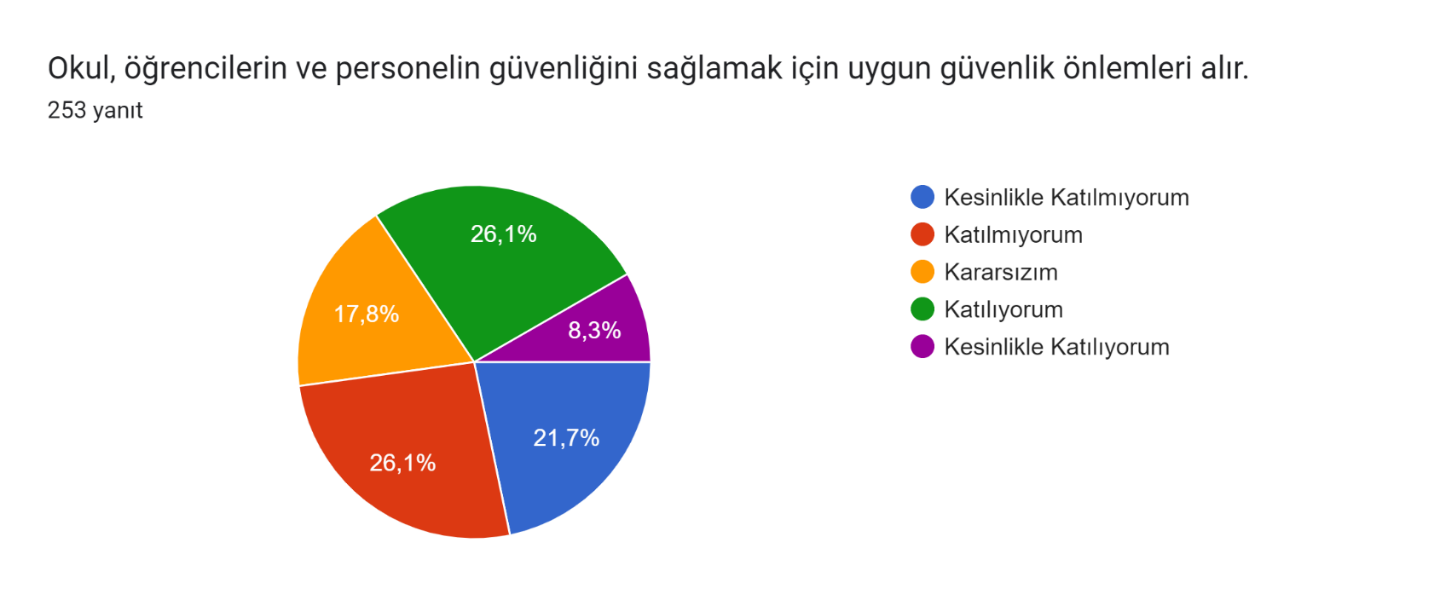 Okul, öğrencilerin ve personelin güvenliğini sağlamak için uygun güvenlik önlemleri alır.
253 yanıt
26,1%
17,8%
8,3%
21,7%
26,1%
Kesinlikle Katılmıyorum
Katılmıyorum
Kararsızım
Katılıyorum
Kesinlikle Katılıyorum